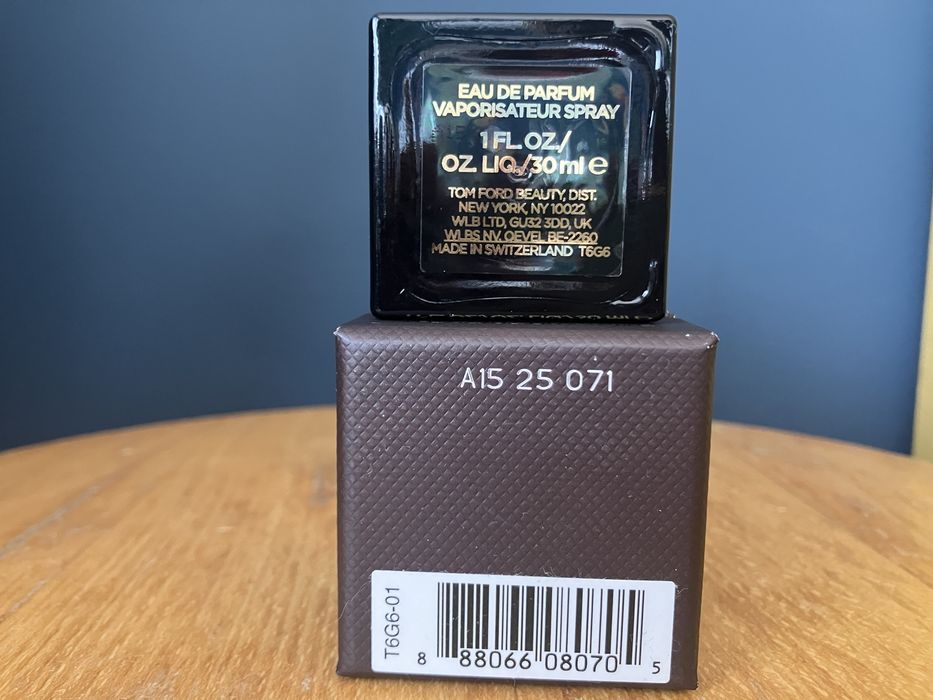 EAU DE PARFUM
VAPORISATEUR SPRAY
1 FL. OZ./
OZ. LIQ./30 ml e
TOM FORD BEAUTY, DIST.
NEW YORK, NY 10022
WLB LTD, GU32 3DD, UK
WLBS NV, OEVEL BE-2260
MADE IN SWITZERLAND T6G6
A15 25 071
T6G6-01
8 88066 08070 5